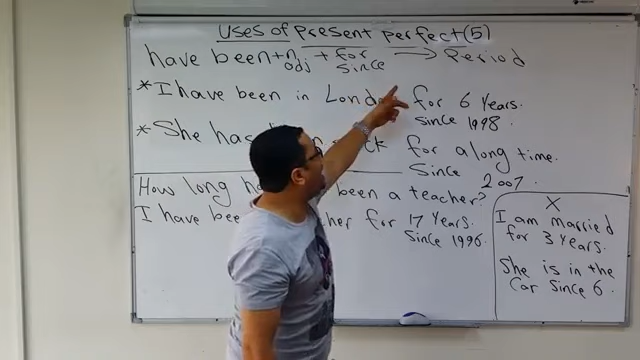 Uses of present perfect (5)
have been + n + for → Period
adj since
* I have been in Lond for 6 Years.
since 1998.
* She has for a long time.
Since 2007.
How long been a teacher?
I have for 17 Years.
Since 1996.
X
I am married
for 3 Years.
She is in the
Car Since 6.